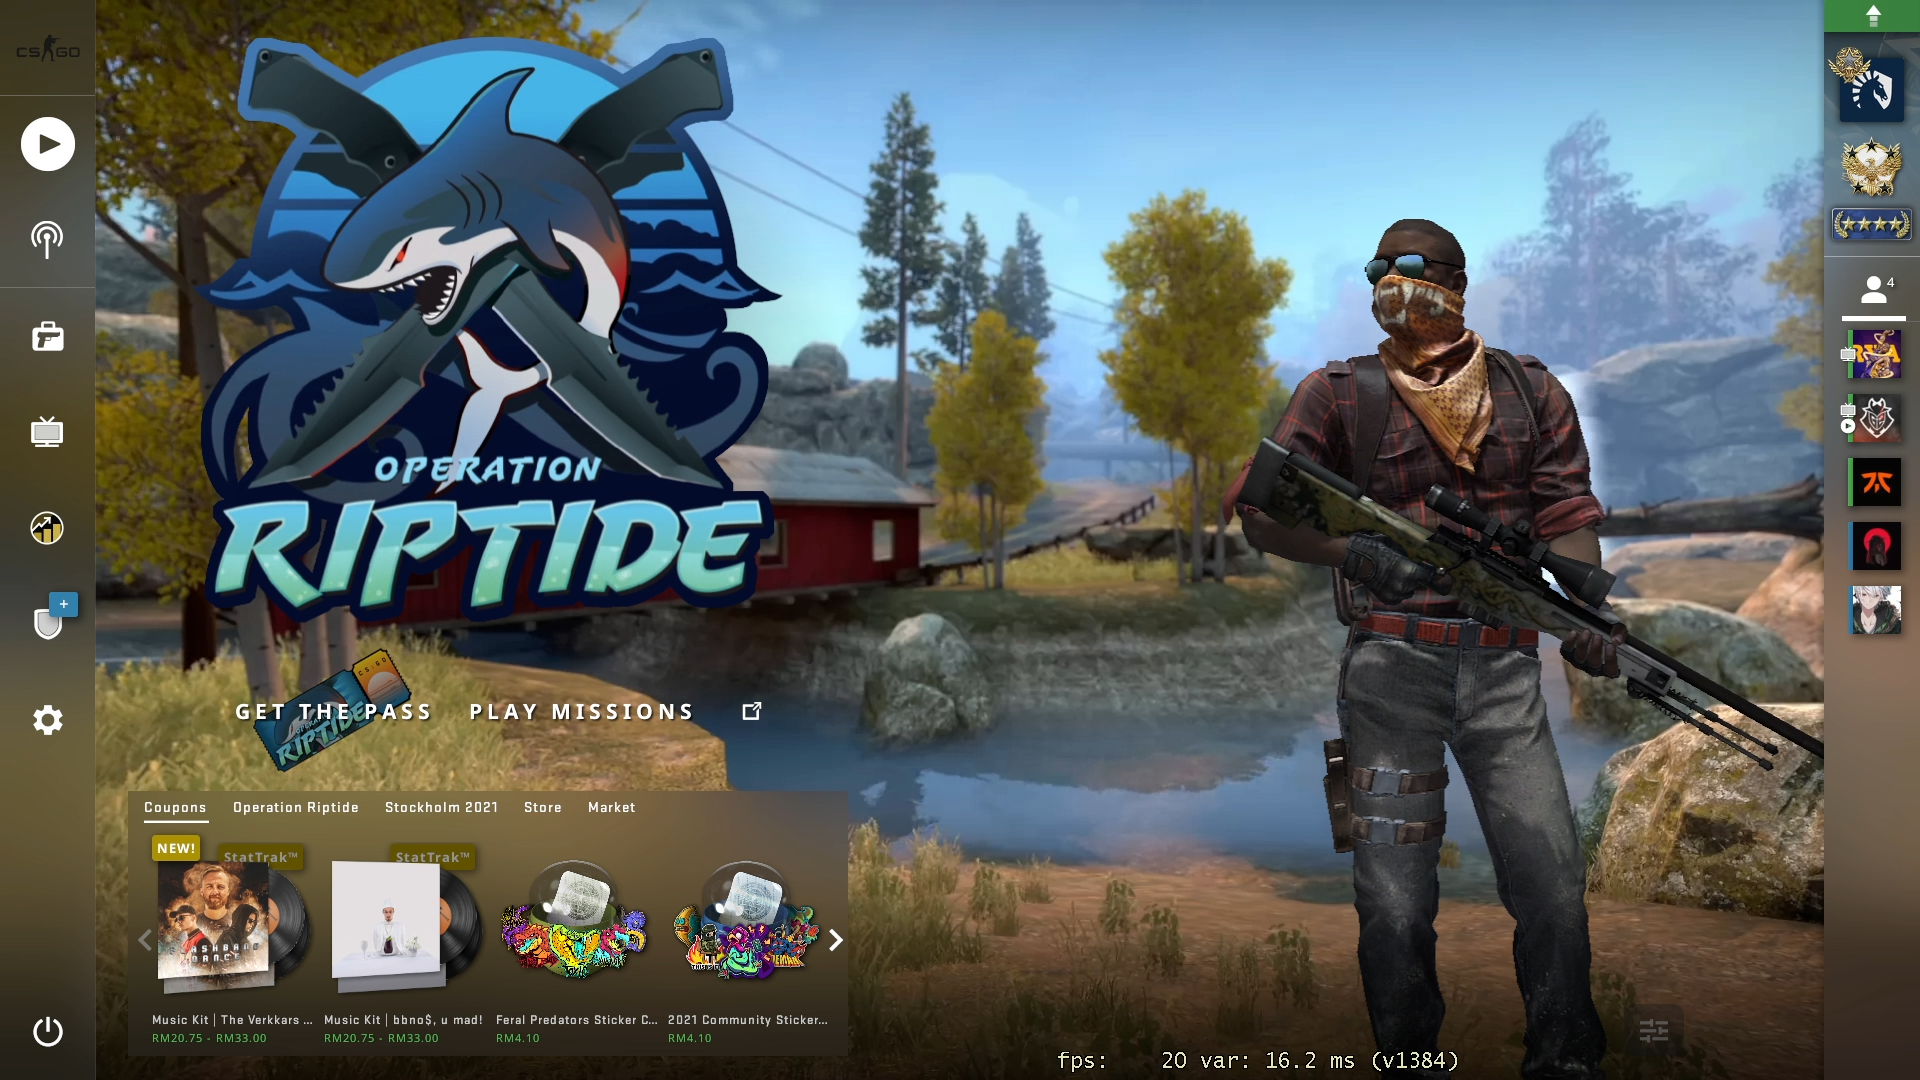 CS GO
OPERATION
RIPTIDE
GET THE PASS
PLAY MISSIONS
Coupons
Operation Riptide
Stockholm 2021
Store
Market
NEW!
StatTrak™
StatTrak™
Music Kit | The Verkkars ...
RM20.75 - RM33.00
Music Kit | bbno$, u mad!
RM20.75 - RM33.00
Feral Predators Sticker C...
RM4.10
2021 Community Sticker...
RM4.10
4
+
fps: 20 var: 16.2 ms (v1384)